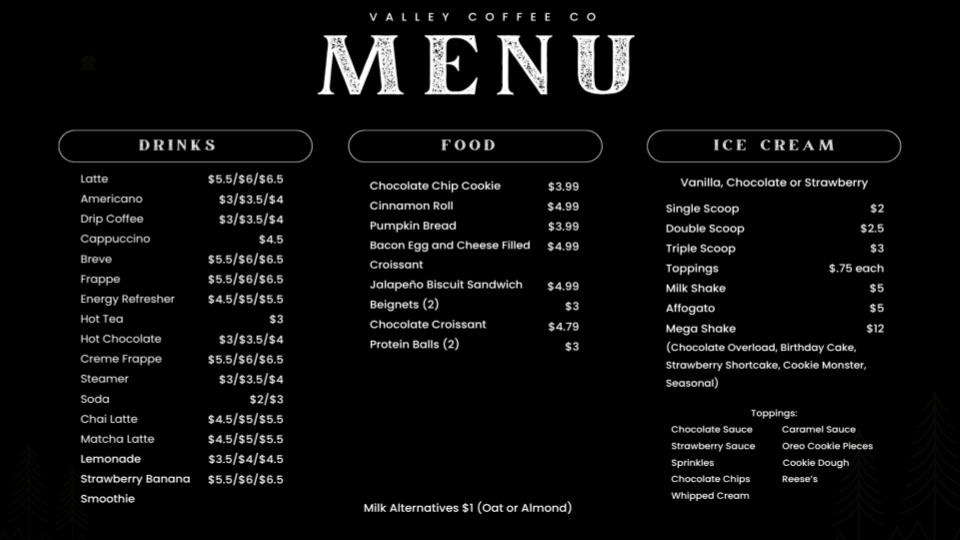 VALLEY COFFEE CO
MENU
DRINKS
Latte $5.5/$6/$6.5
Americano $3/$3.5/$4
Drip Coffee $3/$3.5/$4
Cappuccino $4.5
Breve $5.5/$6/$6.5
Frappe $5.5/$6/$6.5
Energy Refresher $4.5/$5/$5.5
Hot Tea $3
Hot Chocolate $3/$3.5/$4
Creme Frappe $5.5/$6/$6.5
Steamer $3/$3.5/$4
Soda $2/$3
Chai Latte $4.5/$5/$5.5
Matcha Latte $4.5/$5/$5.5
Lemonade $3.5/$4/$4.5
Strawberry Banana $5.5/$6/$6.5
Smoothie
FOOD
Chocolate Chip Cookie $3.99
Cinnamon Roll $4.99
Pumpkin Bread $3.99
Bacon Egg and Cheese Filled $4.99
Croissant
Jalapeño Biscuit Sandwich $4.99
Beignets (2) $3
Chocolate Croissant $4.79
Protein Balls (2) $3
Milk Alternatives $1 (Oat or Almond)
ICE CREAM
Vanilla, Chocolate or Strawberry
Single Scoop $2
Double Scoop $2.5
Triple Scoop $3
Toppings $.75 each
Milk Shake $5
Affogato $5
Mega Shake $12
(Chocolate Overload, Birthday Cake,
Strawberry Shortcake, Cookie Monster,
Seasonal)
Toppings:
Chocolate Sauce Caramel Sauce
Strawberry Sauce Oreo Cookie Pieces
Sprinkles Cookie Dough
Chocolate Chips Reese's
Whipped Cream